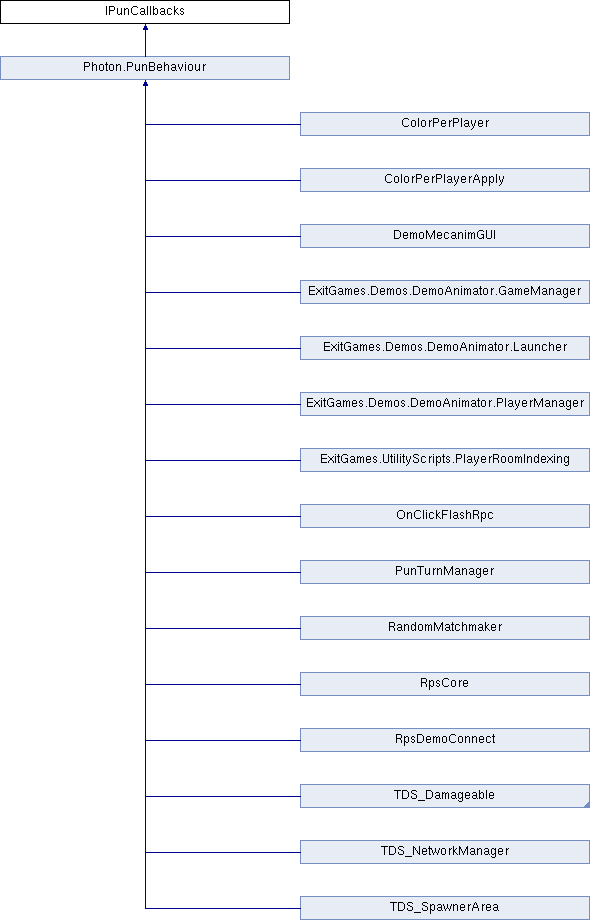 IPunCallbacks
Photon.PunBehaviour
ColorPerPlayer
ColorPerPlayerApply
DemoMecanimGUI
ExitGames.Demos.DemoAnimator.GameManager
ExitGames.Demos.DemoAnimator.Launcher
ExitGames.Demos.DemoAnimator.PlayerManager
ExitGames.UtilityScripts.PlayerRoomIndexing
OnClickFlashRpc
PunTurnManager
RandomMatchmaker
RpsCore
RpsDemoConnect
TDS_Damageable
TDS_NetworkManager
TDS_SpawnerArea